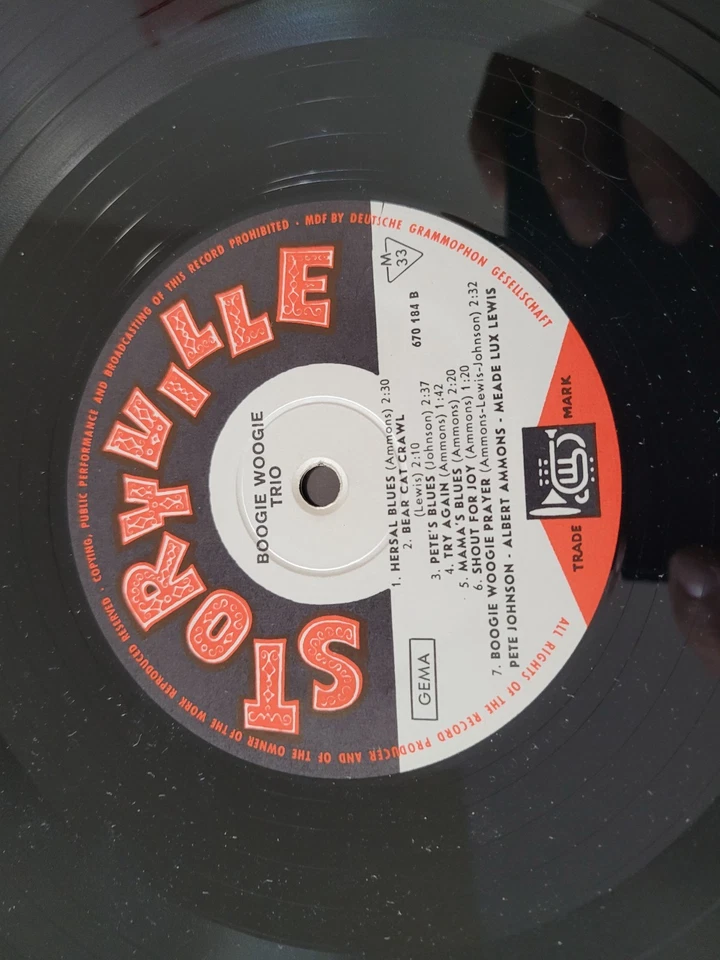 STORYVILLE
BOOGIE WOOGIE
TRIO
M
33
670 184 B
GEMA
1. HERSAL BLUES (Ammons) 2:30
2. BEAR CAT CRAWL
(Lewis) 2:10
3. PETE'S BLUES (Johnson) 2:37
4. TRY AGAIN (Ammons) 1:42
5. MAMA'S BLUES (Ammons) 2:20
6. SHOUT FOR JOY (Ammons) 1:20
7. BOOGIE WOOGIE PRAYER (Ammons-Lewis-Johnson) 2:32
PETE JOHNSON - ALBERT AMMONS - MEADE LUX LEWIS
TRADE MARK
ALL RIGHTS OF THE RECORD PRODUCER AND OF THE OWNER OF THE WORK REPRODUCED RESERVED · COPYING, PUBLIC PERFORMANCE AND BROADCASTING OF THIS RECORD PROHIBITED · MDF BY DEUTSCHE GRAMMOPHON GESELLSCHAFT